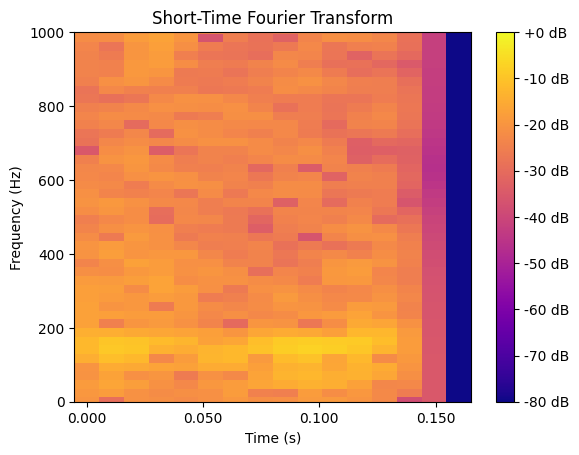 Short-Time Fourier Transform
Frequency (Hz)
1000
800
600
400
200
0
0.000
0.050
0.100
0.150
Time (s)
+0 dB
-10 dB
-20 dB
-30 dB
-40 dB
-50 dB
-60 dB
-70 dB
-80 dB